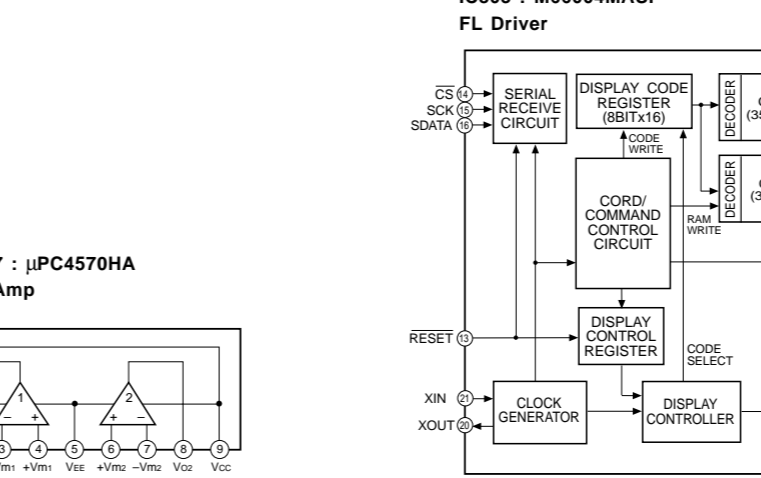 FL Driver
CS 14
SCK 15
SDATA 16
SERIAL
RECEIVE
CIRCUIT
DISPLAY CODE
REGISTER
(8BITx16)
DECODER
CODE
WRITE
DECODER
CORD/
COMMAND
CONTROL
CIRCUIT
RAM
WRITE
: µPC4570HA
Amp
1
2
– +
+ –
3 4 5 6 7 8 9
Vm1 +Vm1 VEE +Vm2 –Vm2 VO2 VCC
RESET 13
DISPLAY
CONTROL
REGISTER
CODE
SELECT
XIN 21
XOUT 20
CLOCK
GENERATOR
DISPLAY
CONTROLLER